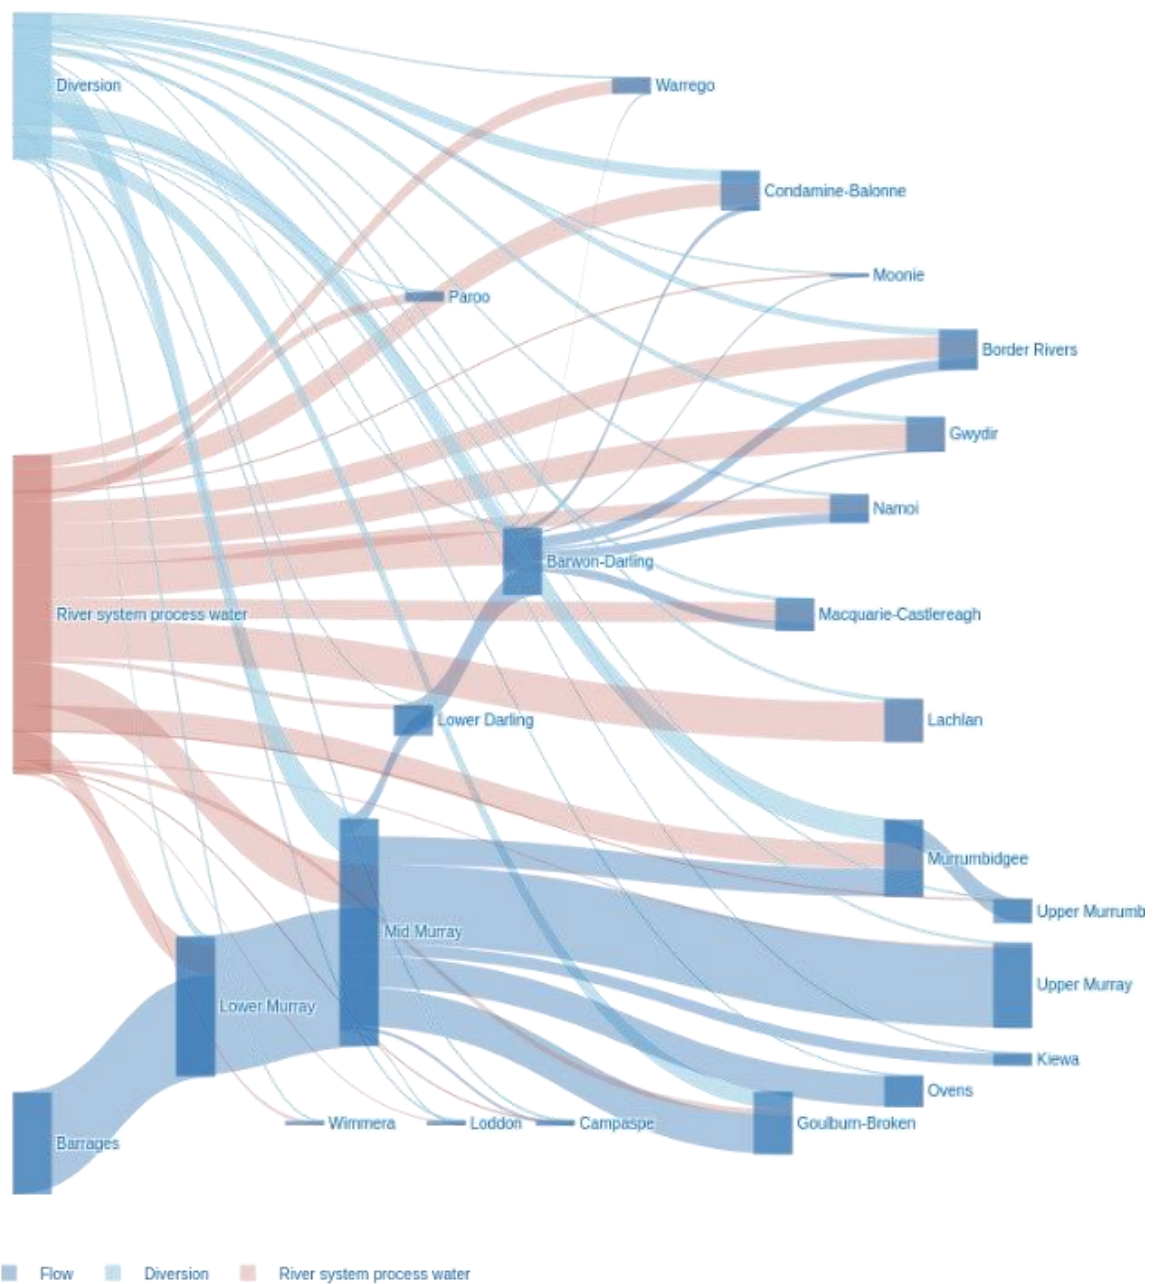 Diversion
Warrego
Condamine-Balonne
Moonie
Paroo
Border Rivers
Gwydir
Namoi
Barwon-Darling
River system process water
Macquarie-Castlereagh
Lower Darling
Lachlan
Murrumbidgee
Upper Murrumb
Mid Murray
Upper Murray
Lower Murray
Kiewa
Ovens
Wimmera
Loddon
Campaspe
Goulburn-Broken
Barrages
Flow Diversion River system process water